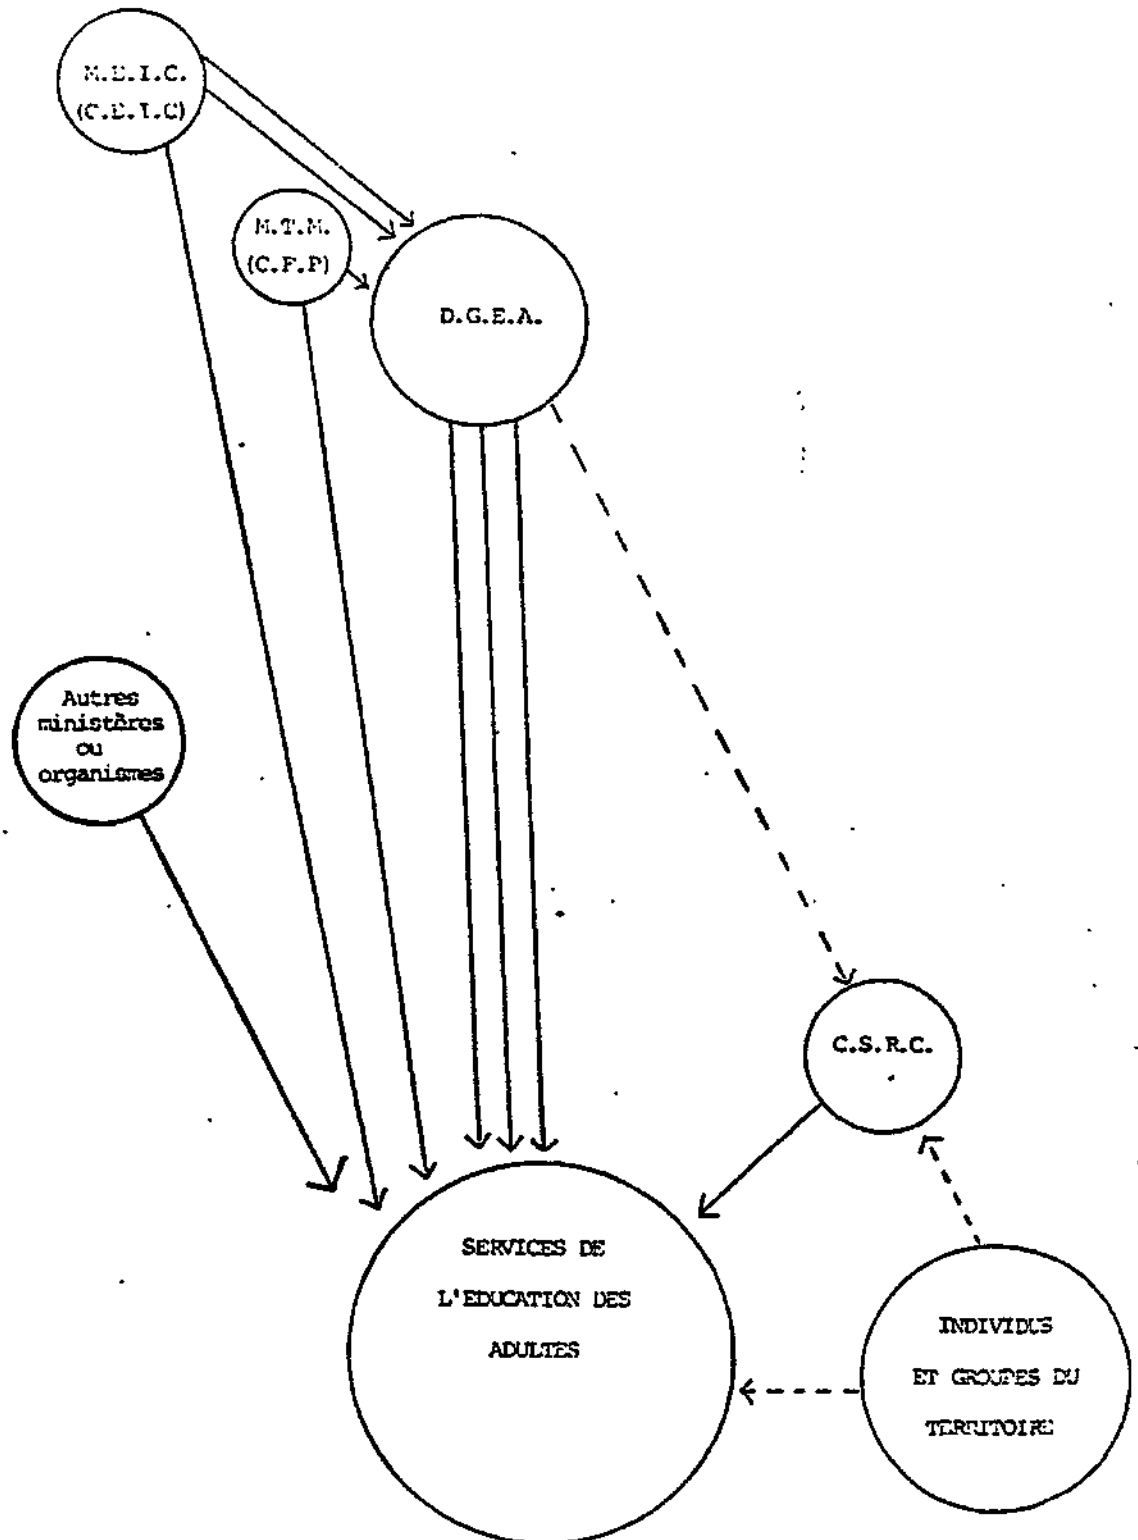 M.E.I.C.
(C.E.I.C)
M.T.M.
(C.F.P)
D.G.E.A.
Autres
ministères
ou
organismes
C.S.R.C.
SERVICES DE
L'EDUCATION DES
ADULTES
INDIVIDUS
ET GROUPES DU
TERRITOIRE